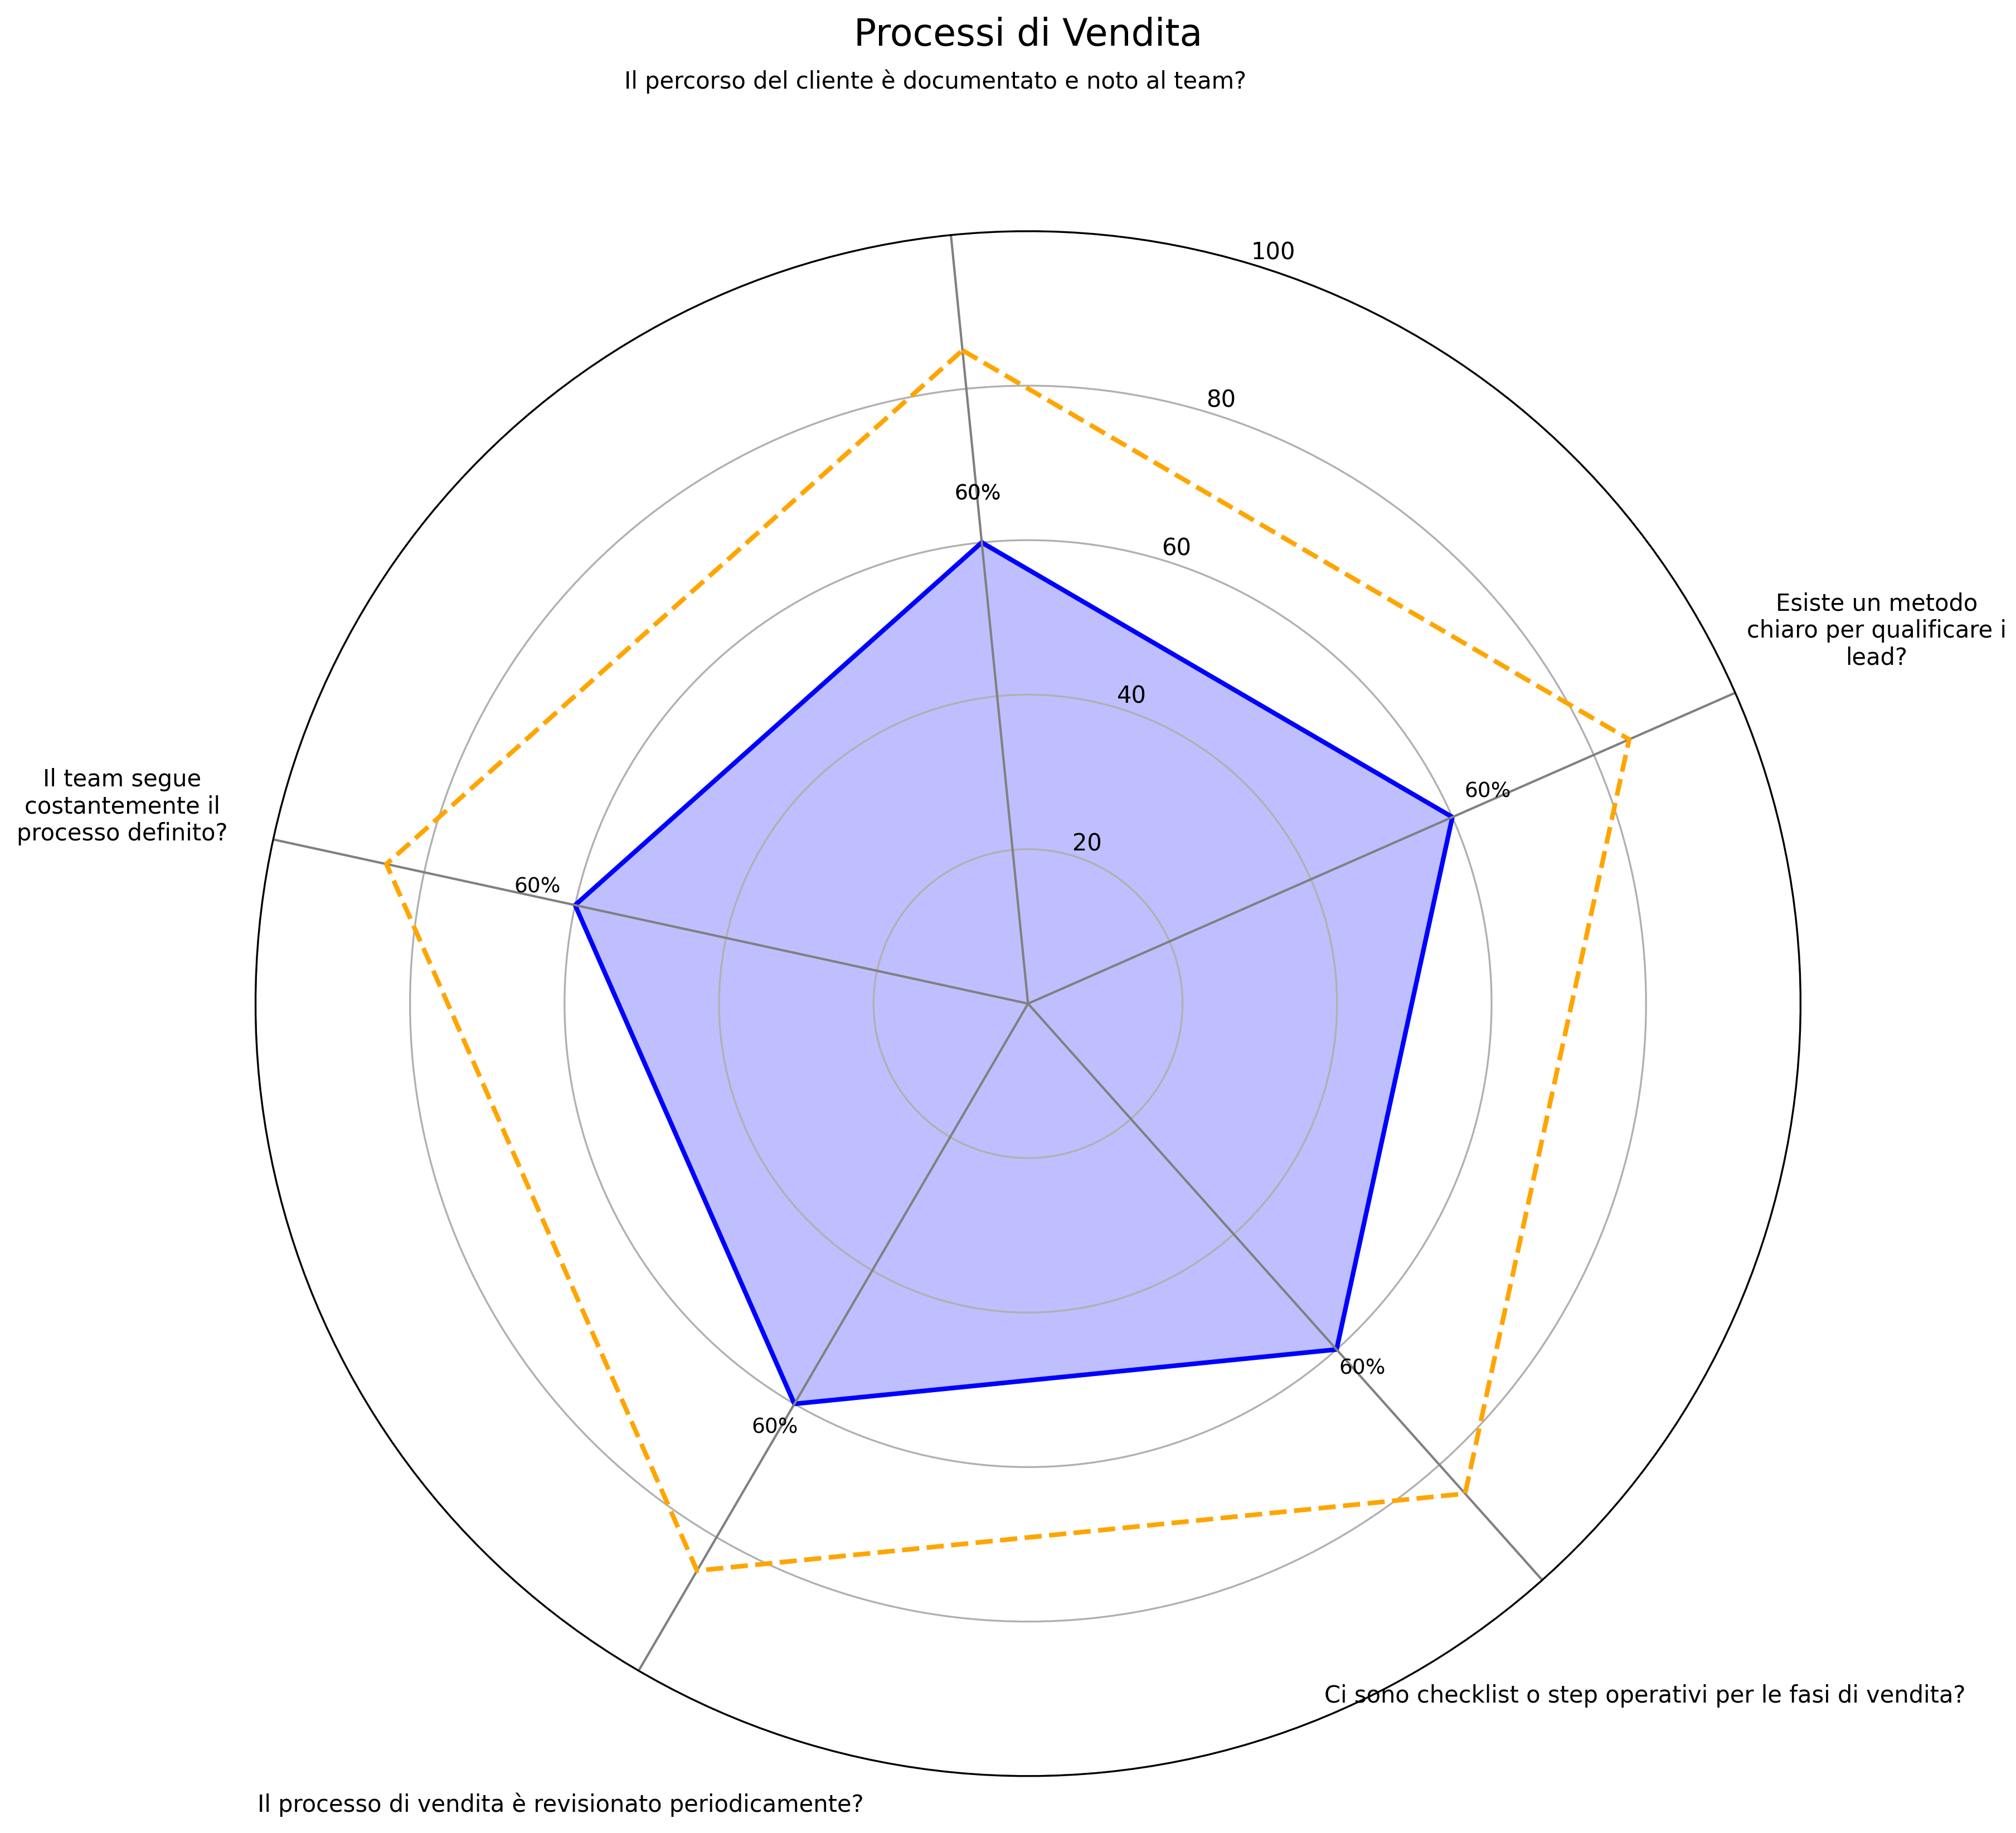 Processi di Vendita
Il percorso del cliente è documentato e noto al team?
100
80
60%
60
Esiste un metodo
chiaro per qualificare i
lead?
40
Il team segue
costantemente il
processo definito?
60%
20
60%
60%
60%
Ci sono checklist o step operativi per le fasi di vendita?
Il processo di vendita è revisionato periodicamente?